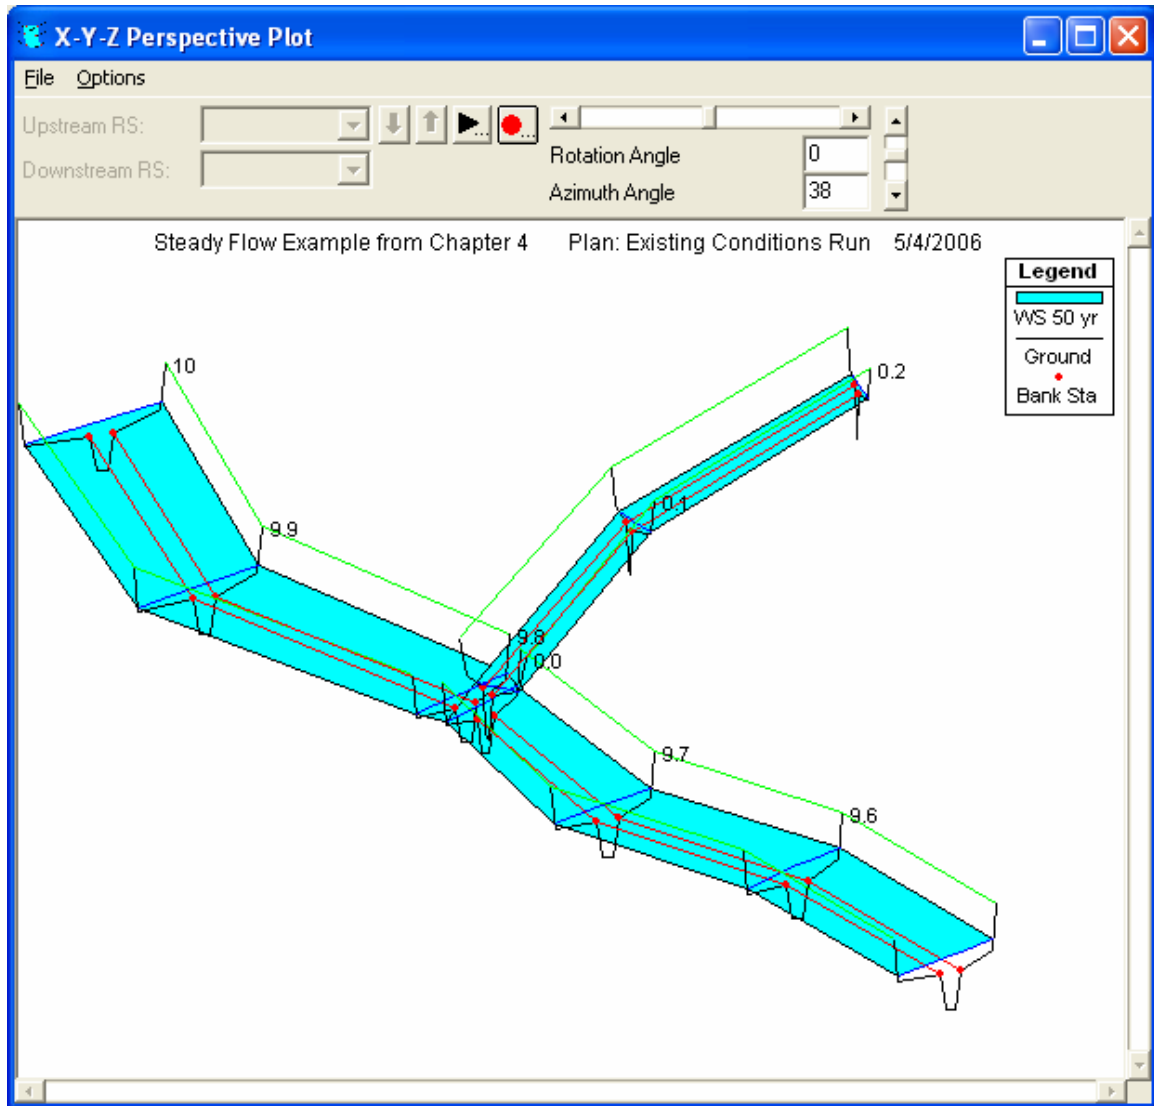 X-Y-Z Perspective Plot
File Options
Upstream RS:
Downstream RS:
...
...
Rotation Angle 0
Azimuth Angle 38
Steady Flow Example from Chapter 4 Plan: Existing Conditions Run 5/4/2006
Legend
WS 50 yr
Ground
Bank Sta
10
0.2
0.1
9.9
9.8
0.0
9.7
9.6